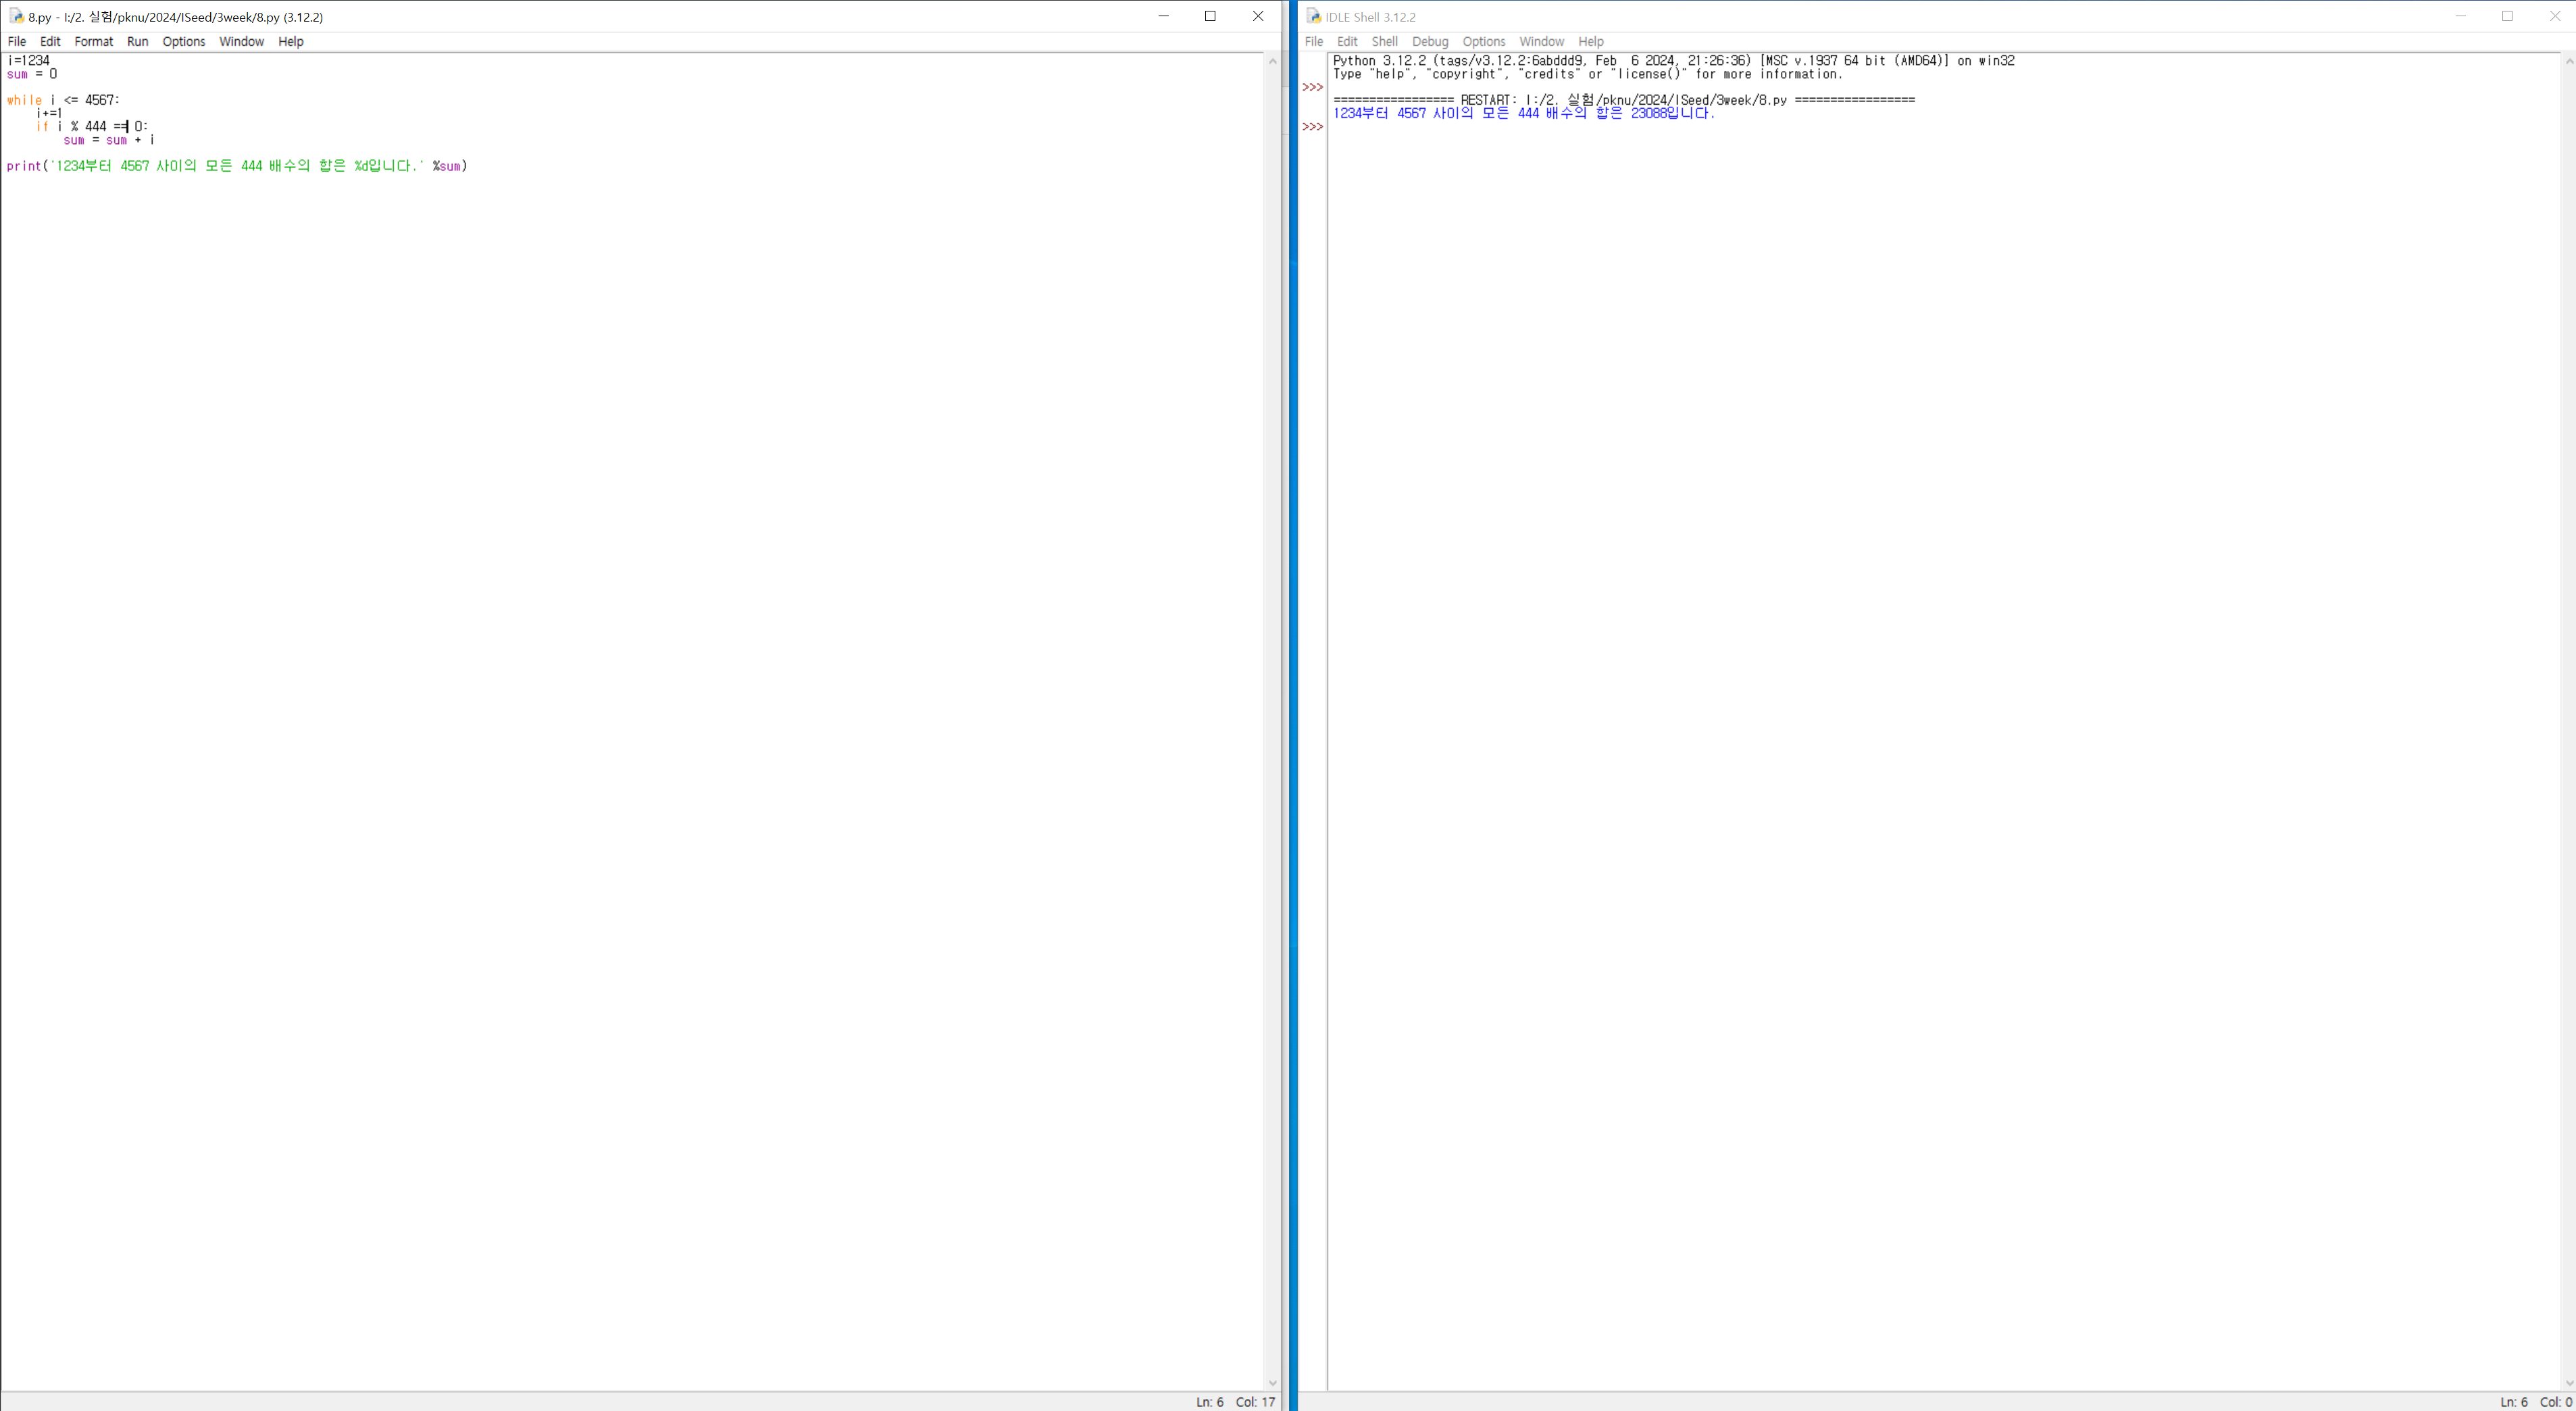 8.py - I:/2. 실험/pknu/2024/ISeed/3week/8.py (3.12.2)
File Edit Format Run Options Window Help
i=1234
sum = 0
while i <= 4567:
    i+=1
    if i % 444 == 0:
        sum = sum + i
print('1234부터 4567 사이의 모든 444 배수의 합은 %d입니다.' %sum)
Ln: 6 Col: 17
IDLE Shell 3.12.2
File Edit Shell Debug Options Window Help
Python 3.12.2 (tags/v3.12.2:6abddd9, Feb  6 2024, 21:26:36) [MSC v.1937 64 bit (AMD64)] on win32
Type "help", "copyright", "credits" or "license()" for more information.
>>>
================= RESTART: I:/2. 실험/pknu/2024/ISeed/3week/8.py =================
1234부터 4567 사이의 모든 444 배수의 합은 23088입니다.
>>>
Ln: 6 Col: 0